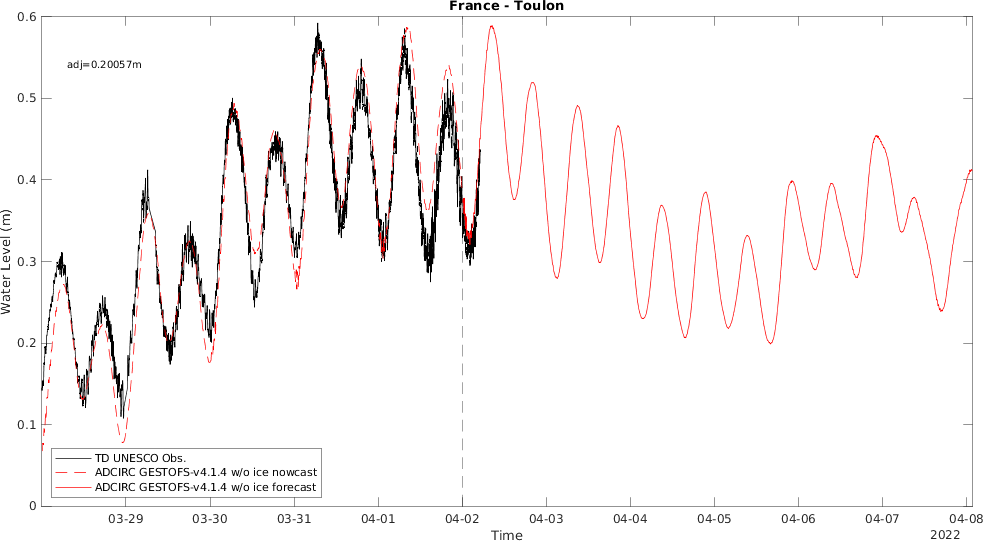 France - Toulon
adj=0.20057m
Water Level (m)
0.6
0.5
0.4
0.3
0.2
0.1
0
TD UNESCO Obs.
ADCIRC GESTOFS-v4.1.4 w/o ice nowcast
ADCIRC GESTOFS-v4.1.4 w/o ice forecast
03-29 03-30 03-31 04-01 04-02 04-03 04-04 04-05 04-06 04-07 04-08
Time
2022